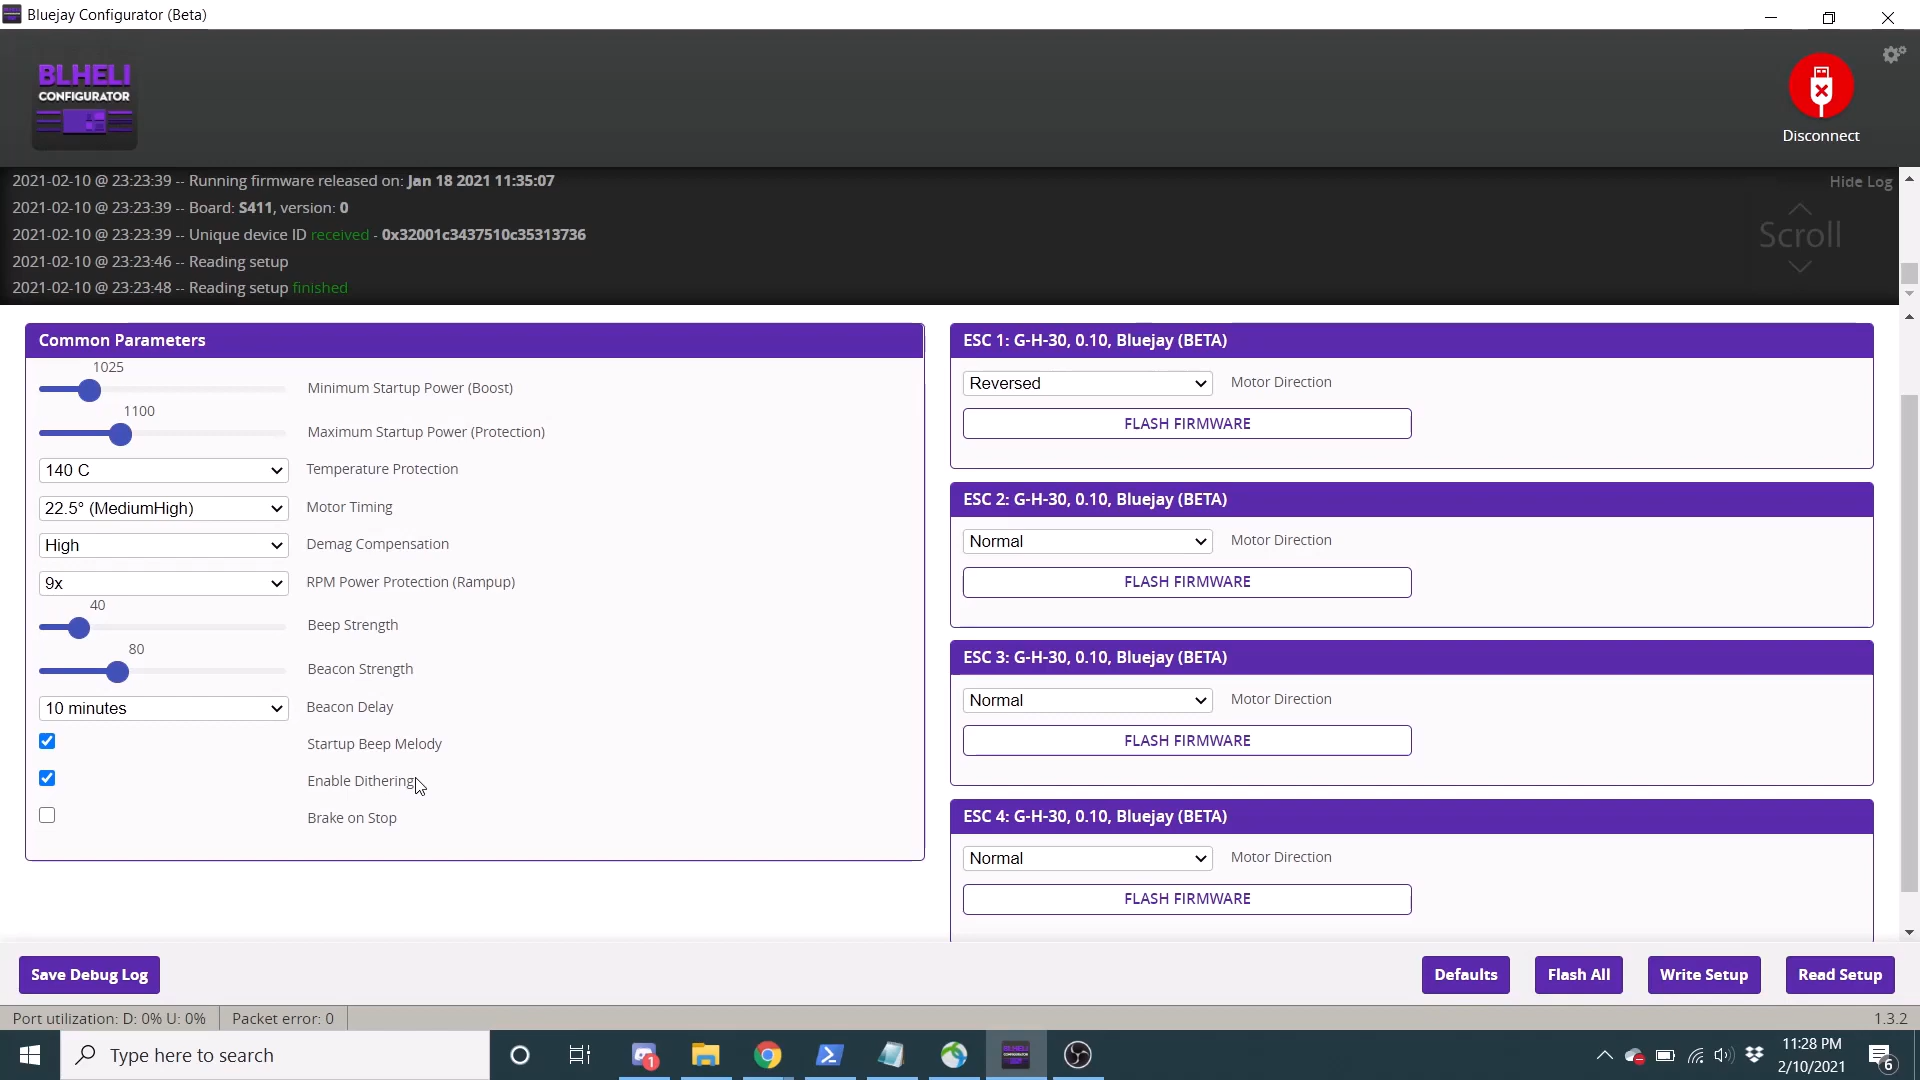 Bluejay Configurator (Beta)
BLHELI
CONFIGURATOR
Disconnect
2021-02-10 @ 23:23:39 -- Running firmware released on: Jan 18 2021 11:35:07
2021-02-10 @ 23:23:39 -- Board: S411, version: 0
2021-02-10 @ 23:23:39 -- Unique device ID received - 0x32001c3437510c35313736
2021-02-10 @ 23:23:46 -- Reading setup
2021-02-10 @ 23:23:48 -- Reading setup finished
Hide Log
Scroll
Common Parameters
1025
Minimum Startup Power (Boost)
1100
Maximum Startup Power (Protection)
140 C Temperature Protection
22.5° (MediumHigh) Motor Timing
High Demag Compensation
9x RPM Power Protection (Rampup)
40
Beep Strength
80
Beacon Strength
10 minutes Beacon Delay
Startup Beep Melody
Enable Dithering
Brake on Stop
ESC 1: G-H-30, 0.10, Bluejay (BETA)
Reversed Motor Direction
FLASH FIRMWARE
ESC 2: G-H-30, 0.10, Bluejay (BETA)
Normal Motor Direction
FLASH FIRMWARE
ESC 3: G-H-30, 0.10, Bluejay (BETA)
Normal Motor Direction
FLASH FIRMWARE
ESC 4: G-H-30, 0.10, Bluejay (BETA)
Normal Motor Direction
FLASH FIRMWARE
Save Debug Log Defaults Flash All Write Setup Read Setup
Port utilization: D: 0% U: 0% Packet error: 0 1.3.2
Type here to search
1
11:28 PM
2/10/2021
6